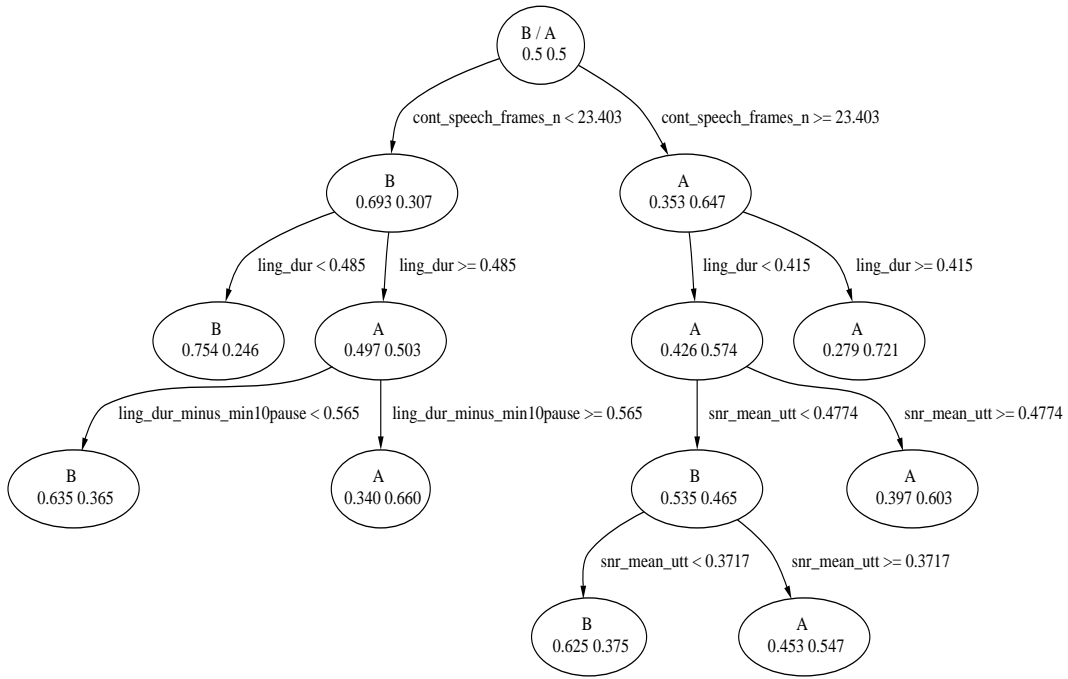 B / A
0.5 0.5
cont_speech_frames_n < 23.403
cont_speech_frames_n >= 23.403
B
0.693 0.307
A
0.353 0.647
ling_dur < 0.485
ling_dur >= 0.485
ling_dur < 0.415
ling_dur >= 0.415
B
0.754 0.246
A
0.497 0.503
A
0.426 0.574
A
0.279 0.721
ling_dur_minus_min10pause < 0.565
ling_dur_minus_min10pause >= 0.565
snr_mean_utt < 0.4774
snr_mean_utt >= 0.4774
B
0.635 0.365
A
0.340 0.660
B
0.535 0.465
A
0.397 0.603
snr_mean_utt < 0.3717
snr_mean_utt >= 0.3717
B
0.625 0.375
A
0.453 0.547